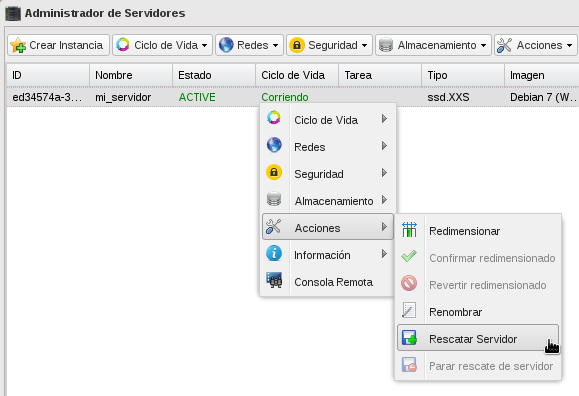 Administrador de Servidores
Crear Instancia Ciclo de Vida Redes Seguridad Almacenamiento Acciones
ID Nombre Estado Ciclo de Vida Tarea Tipo Imagen
ed34574a-3... mi_servidor ACTIVE Corriendo ssd.XXS Debian 7 (W...
Ciclo de Vida
Redes
Seguridad
Almacenamiento
Acciones
Información
Consola Remota
Redimensionar
Confirmar redimensionado
Revertir redimensionado
Renombrar
Rescatar Servidor
Parar rescate de servidor